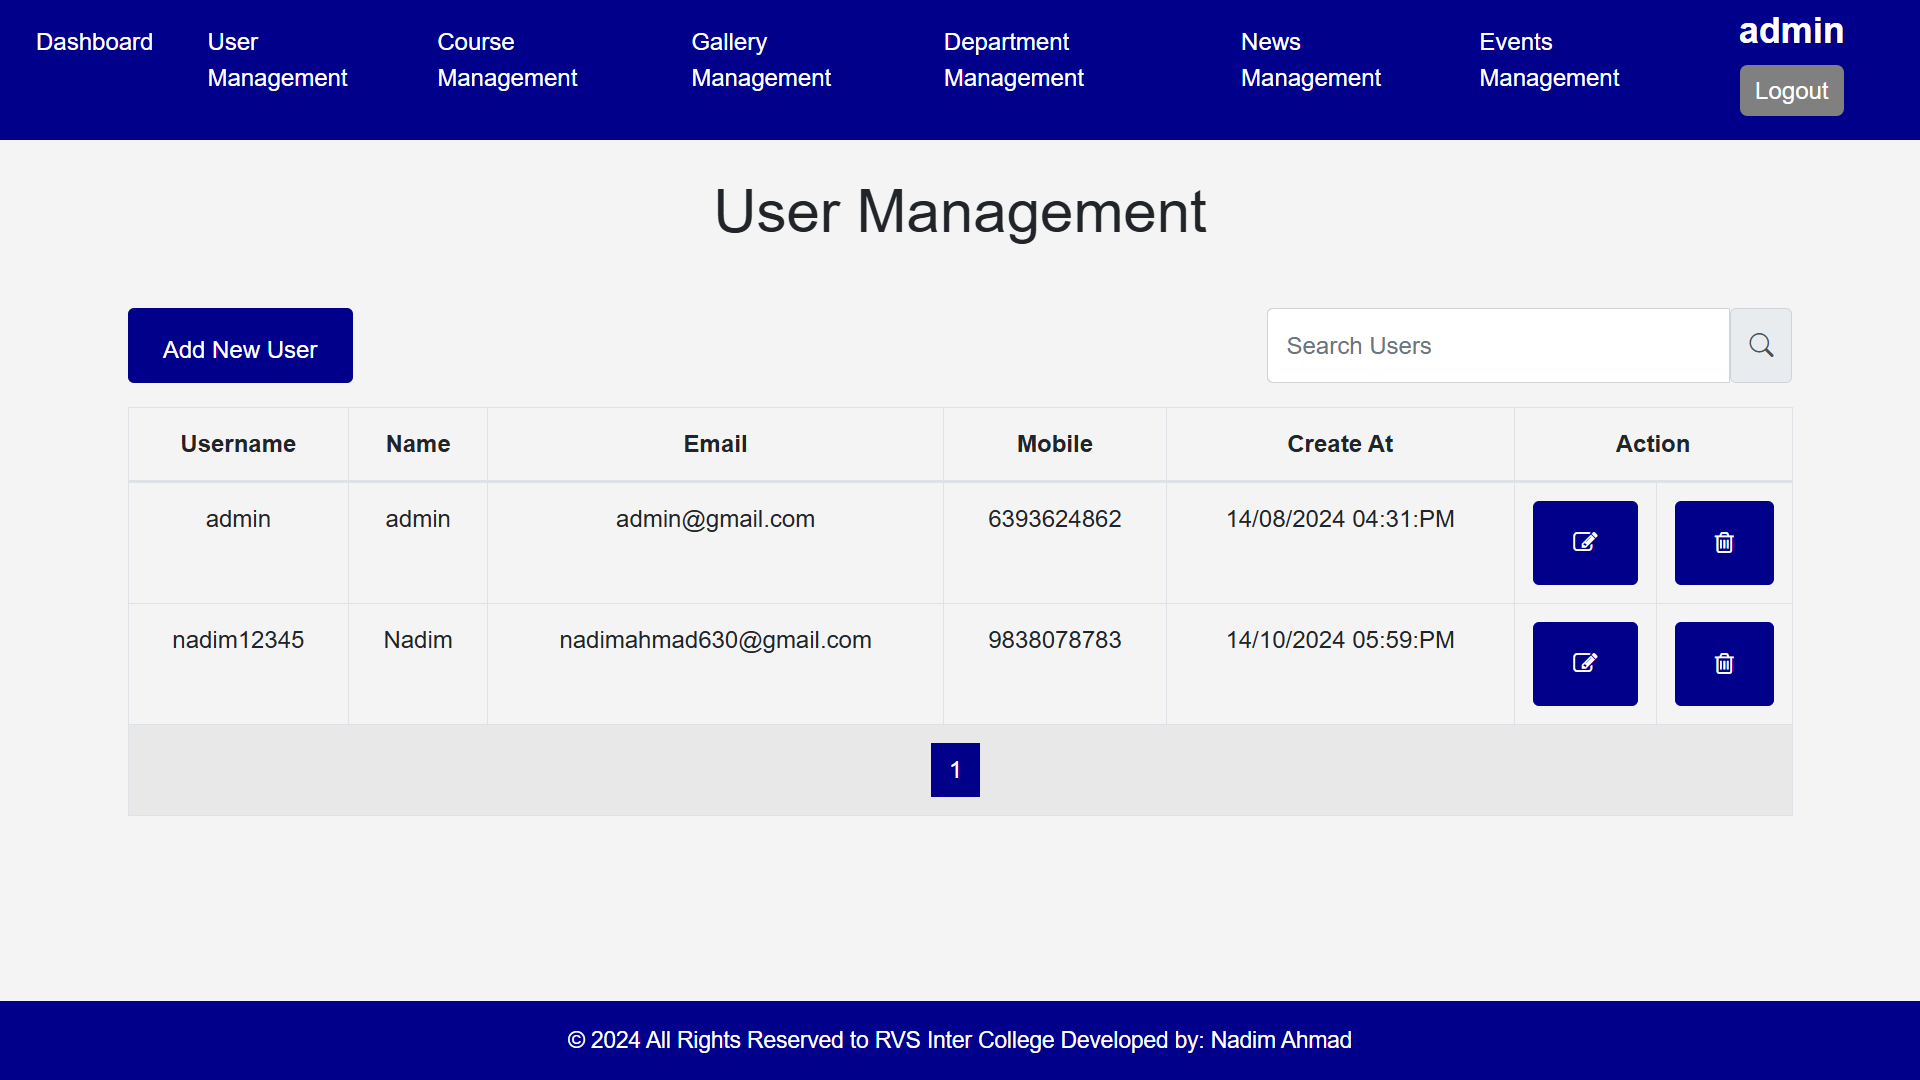 Dashboard
User Management
Course Management
Gallery Management
Department Management
News Management
Events Management
admin
Logout
User Management
Add New User
Search Users
Username Name Email Mobile Create At Action
admin admin admin@gmail.com 6393624862 14/08/2024 04:31:PM
nadim12345 Nadim nadimahmad630@gmail.com 9838078783 14/10/2024 05:59:PM
1
© 2024 All Rights Reserved to RVS Inter College Developed by: Nadim Ahmad